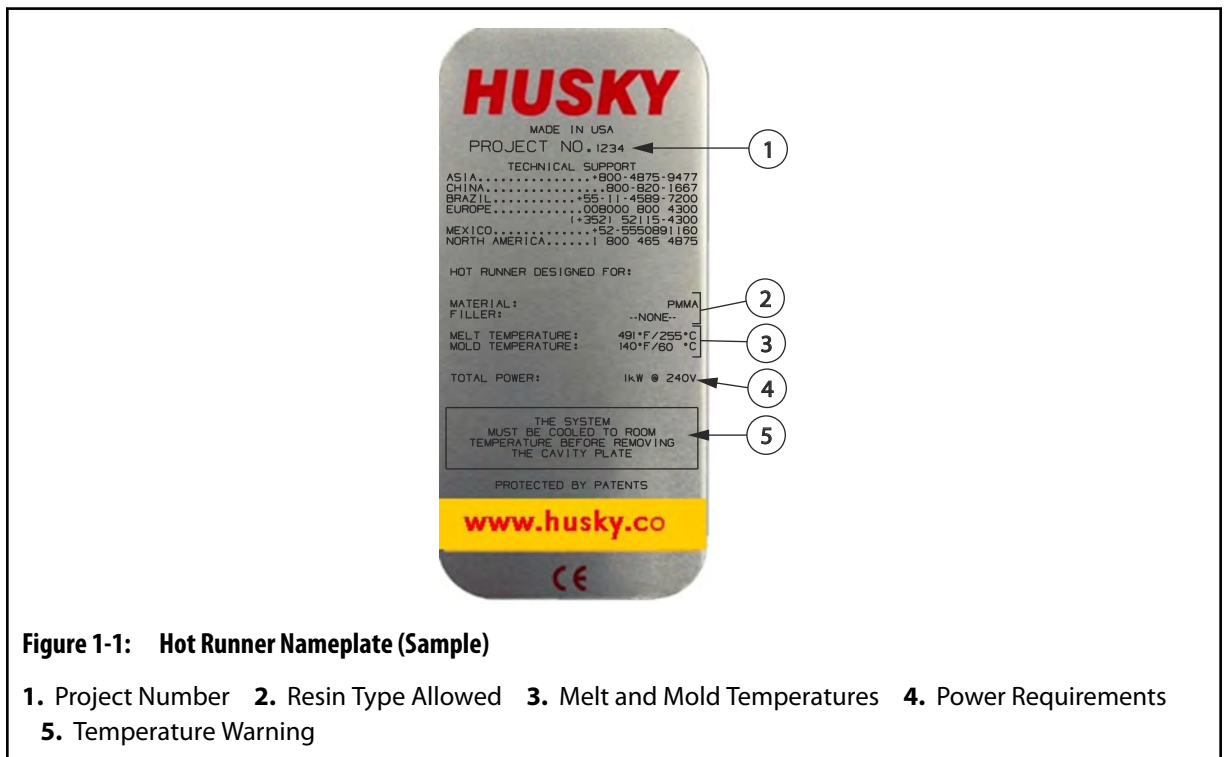 HUSKY
MADE IN USA
PROJECT NO. 1234
1
TECHNICAL SUPPORT
ASIA...............+800-4875-9477
CHINA.................800-820-1667
BRAZIL............+55-11-4589-7200
EUROPE...........008000 800 4300
(+352) 52115-4300
MEXICO............+52-5550891160
NORTH AMERICA......1 800 465 4875
HOT RUNNER DESIGNED FOR:
MATERIAL: PMMA
FILLER: --NONE--
2
MELT TEMPERATURE: 491°F/255°C
MOLD TEMPERATURE: 140°F/60 °C
3
TOTAL POWER: 1kW @ 240V
4
THE SYSTEM
MUST BE COOLED TO ROOM
TEMPERATURE BEFORE REMOVING
THE CAVITY PLATE
5
PROTECTED BY PATENTS
www.husky.co
CE
Figure 1-1: Hot Runner Nameplate (Sample)
1. Project Number 2. Resin Type Allowed 3. Melt and Mold Temperatures 4. Power Requirements
5. Temperature Warning